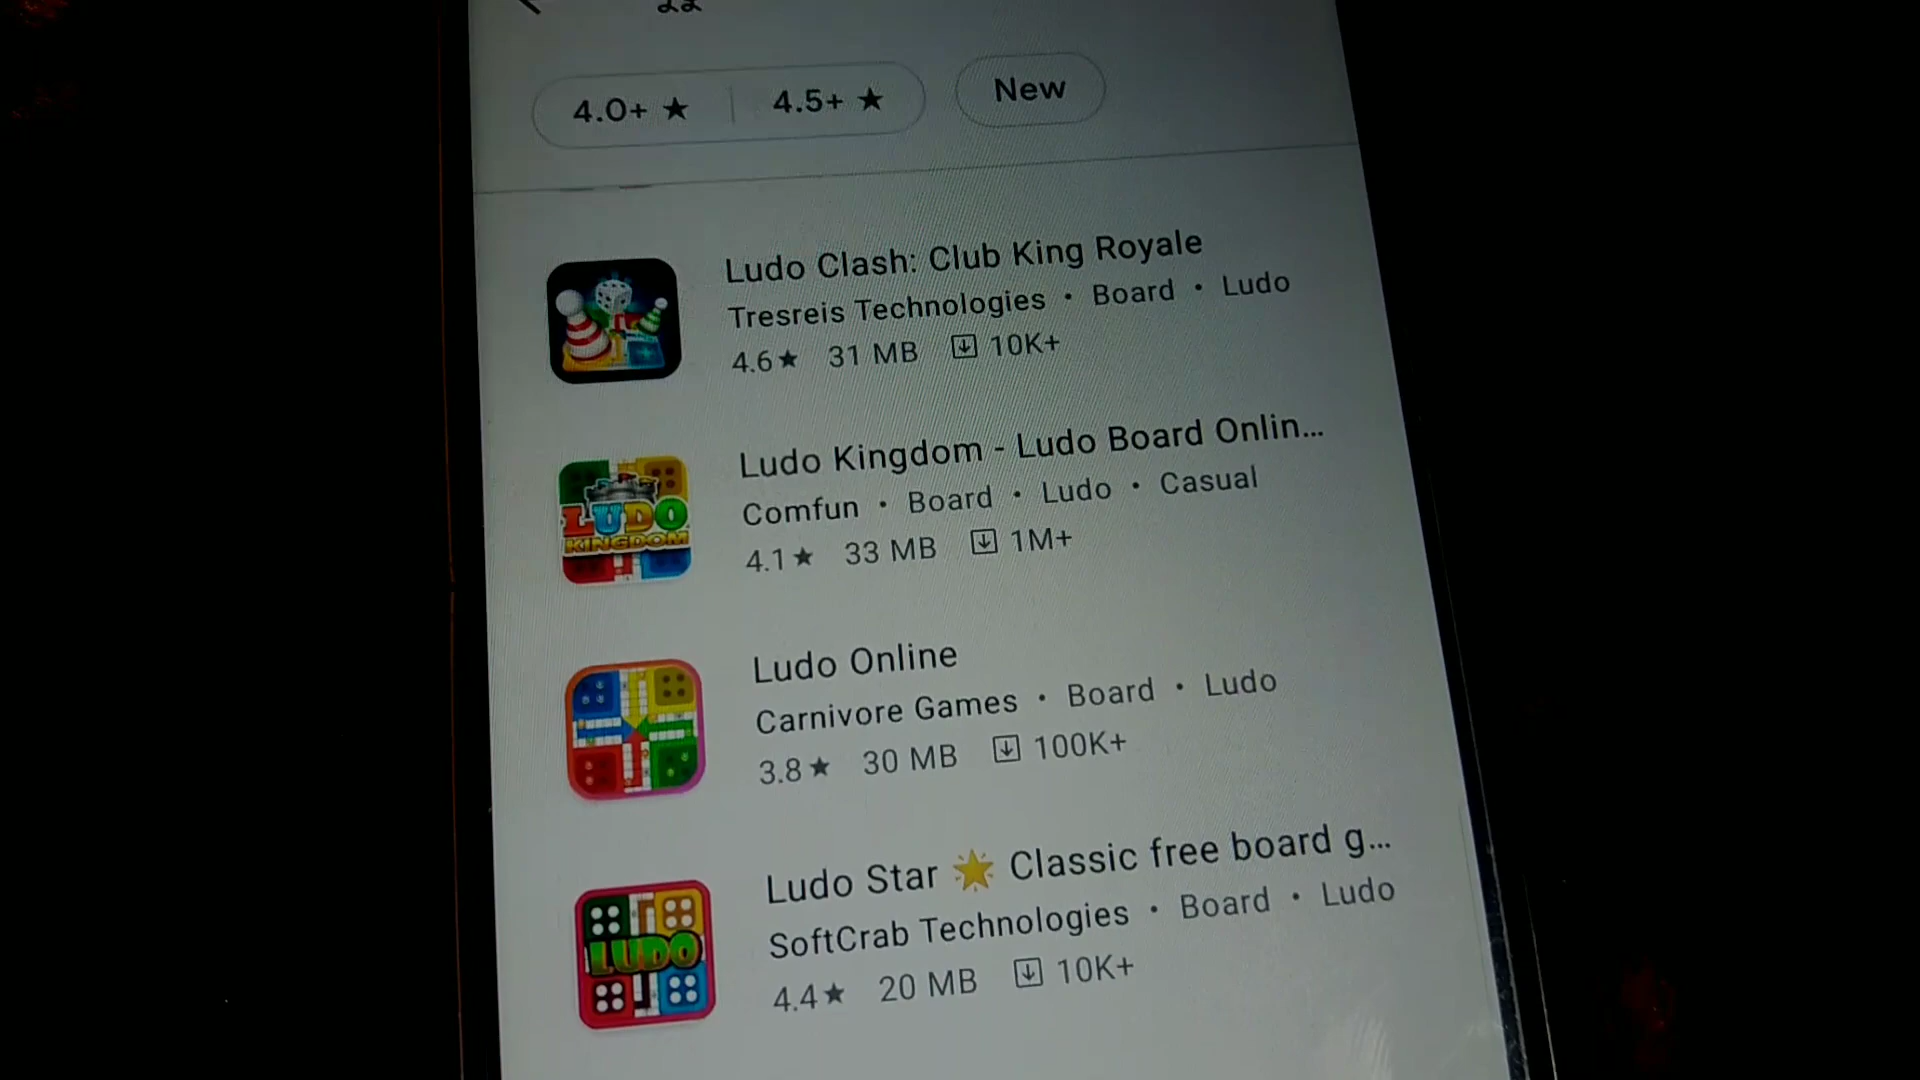 4.0+ ★ 4.5+ ★ New
Ludo Clash: Club King Royale
Tresreis Technologies • Board • Ludo
4.6★ 31 MB 10K+
LUDO
KINGDOM
Ludo Kingdom - Ludo Board Onlin...
Comfun • Board • Ludo • Casual
4.1★ 33 MB 1M+
Ludo Online
Carnivore Games • Board • Ludo
3.8★ 30 MB 100K+
LUDO
Ludo Star 🌟 Classic free board g...
SoftCrab Technologies • Board • Ludo
4.4★ 20 MB 10K+